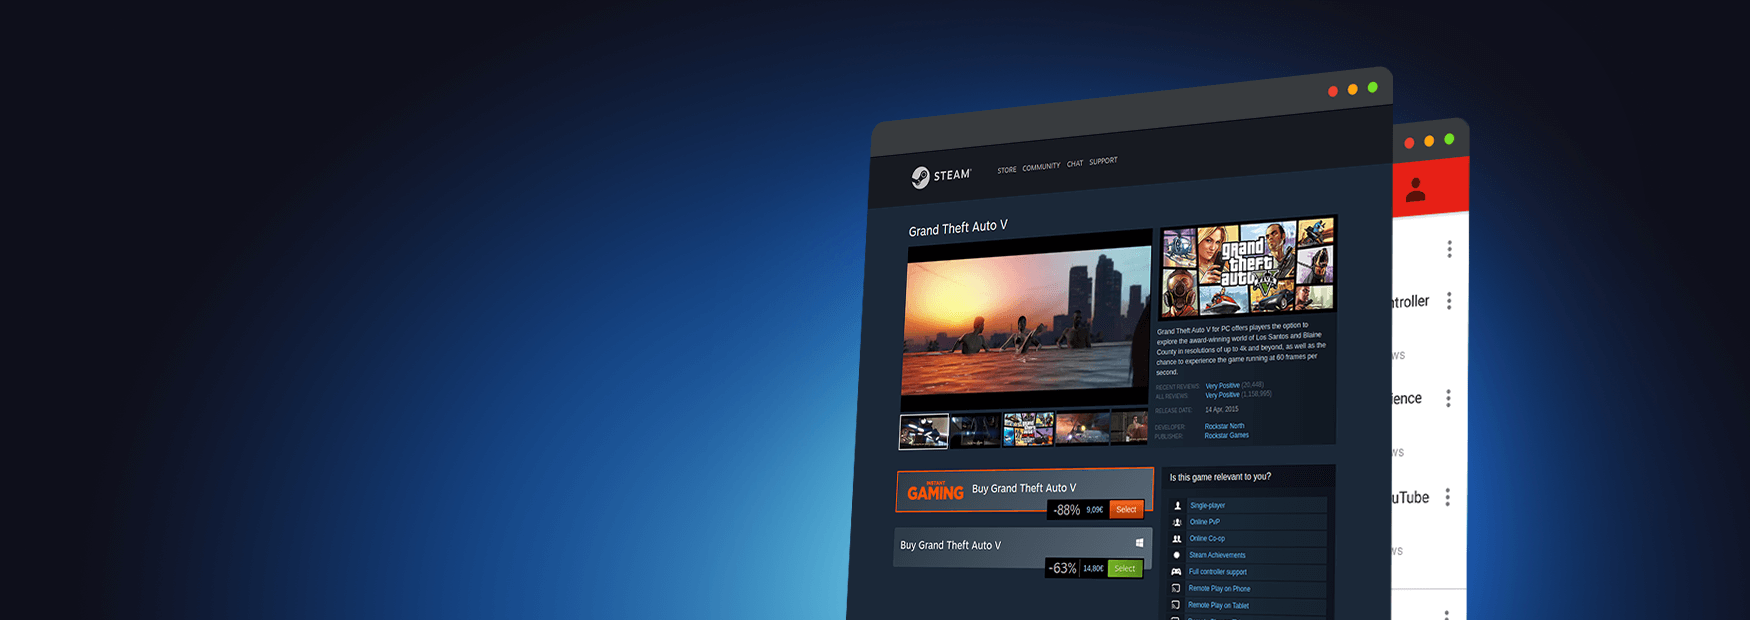 STEAM
STORE COMMUNITY CHAT SUPPORT
Grand Theft Auto V
grand
theft
auto
V
Grand Theft Auto V for PC offers players the option to
explore the award-winning world of Los Santos and Blaine
County in resolutions of up to 4k and beyond, as well as the
chance to experience the game running at 60 frames per
second.
RECENT REVIEWS: Very Positive (20,448)
ALL REVIEWS: Very Positive (1,158,995)
RELEASE DATE: 14 Apr, 2015
DEVELOPER: Rockstar North
PUBLISHER: Rockstar Games
INSTANT
GAMING
Buy Grand Theft Auto V
-88% 9,09€ Select
Buy Grand Theft Auto V
-63% 14,80€ Select
Is this game relevant to you?
Single-player
Online PvP
Online Co-op
Steam Achievements
Full controller support
Remote Play on Phone
Remote Play on Tablet
ntroller
ws
ience
ws
uTube
ws